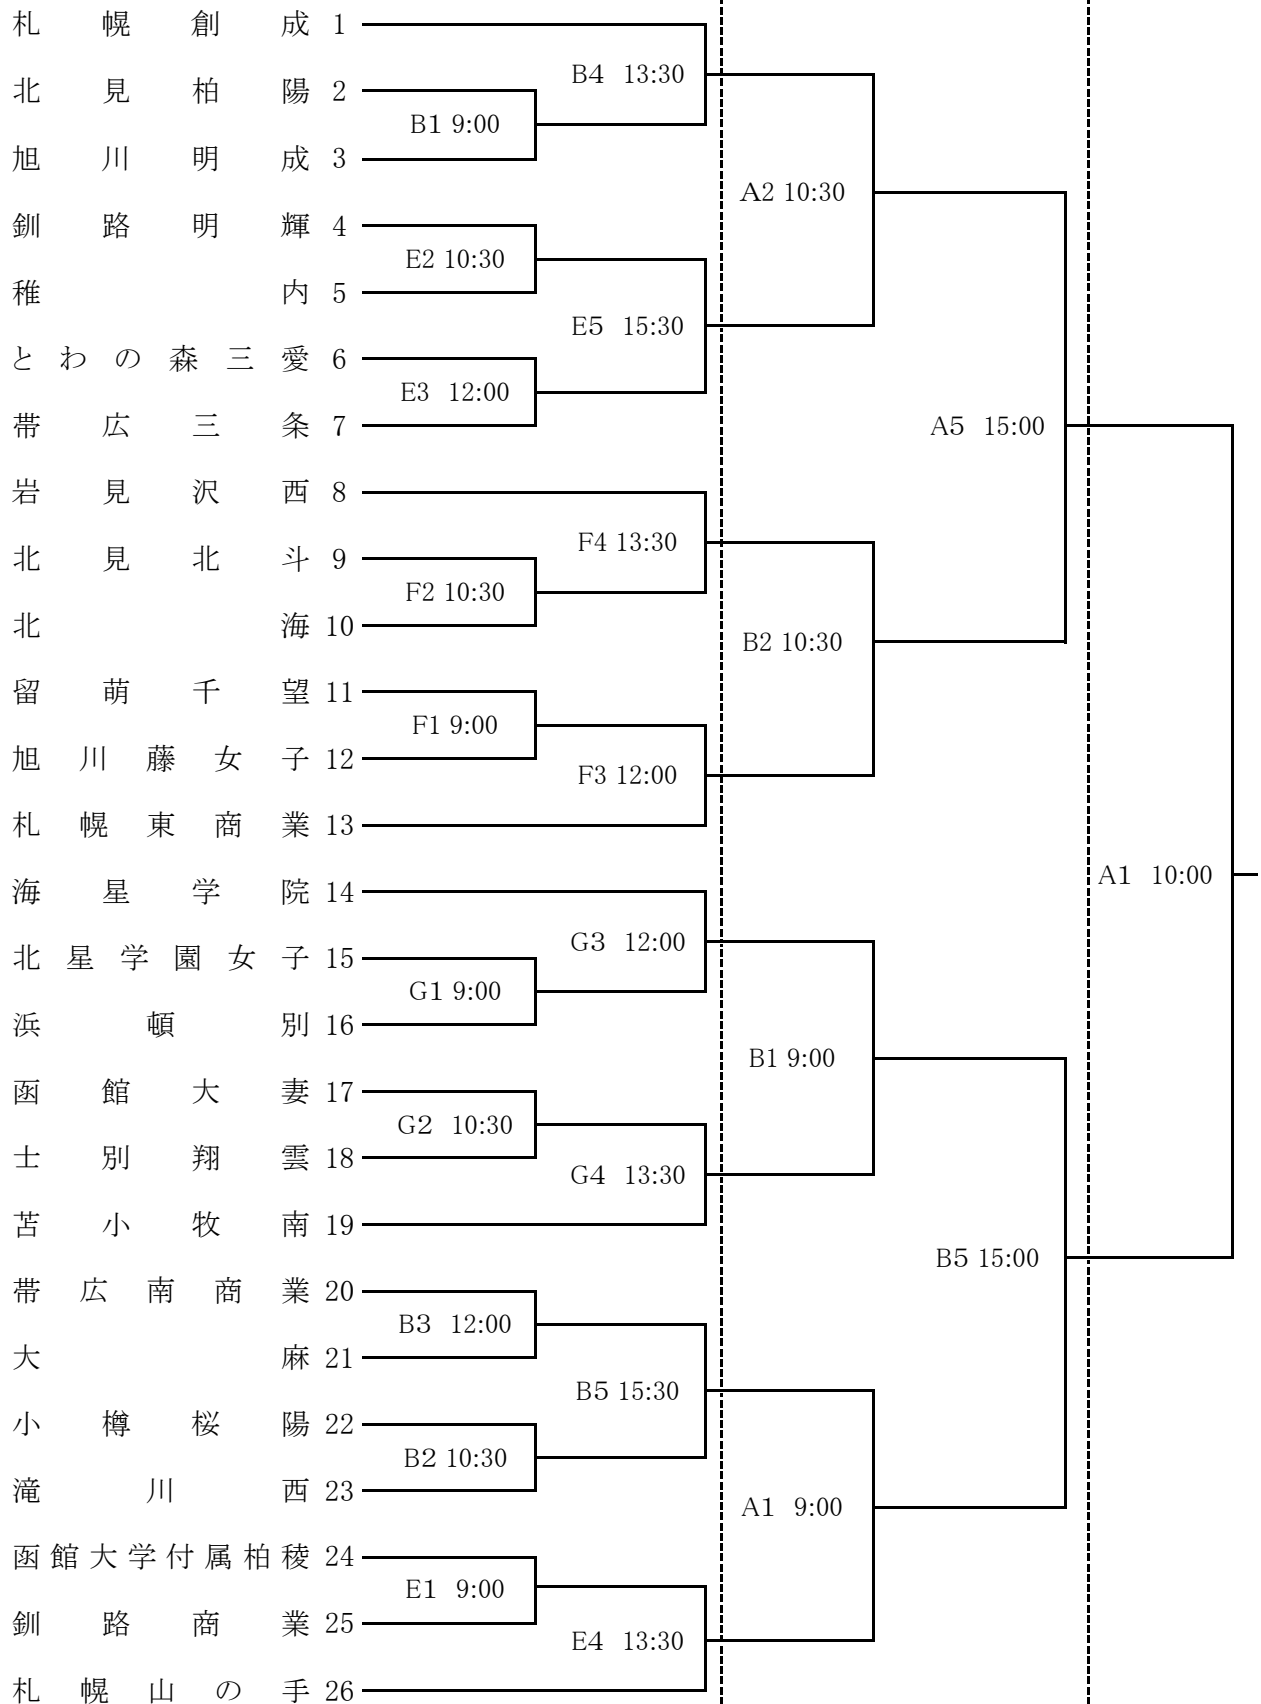 札幌創成 1
B4 13:30
北見柏陽 2
B1 9:00
旭川明成 3
A2 10:30
釧路明輝 4
E2 10:30
稚内 5
E5 15:30
とわの森三愛 6
E3 12:00
帯広三条 7
A5 15:00
岩見沢西 8
F4 13:30
北見北斗 9
F2 10:30
北海 10
B2 10:30
留萌千望 11
F1 9:00
旭川藤女子 12
F3 12:00
札幌東商業 13
A1 10:00
海星学院 14
G3 12:00
北星学園女子 15
G1 9:00
浜頓別 16
B1 9:00
函館大妻 17
G2 10:30
士別翔雲 18
G4 13:30
苫小牧南 19
B5 15:00
帯広南商業 20
B3 12:00
大麻 21
B5 15:30
小樽桜陽 22
B2 10:30
滝川西 23
A1 9:00
函館大学付属柏稜 24
E1 9:00
釧路商業 25
E4 13:30
札幌山の手 26